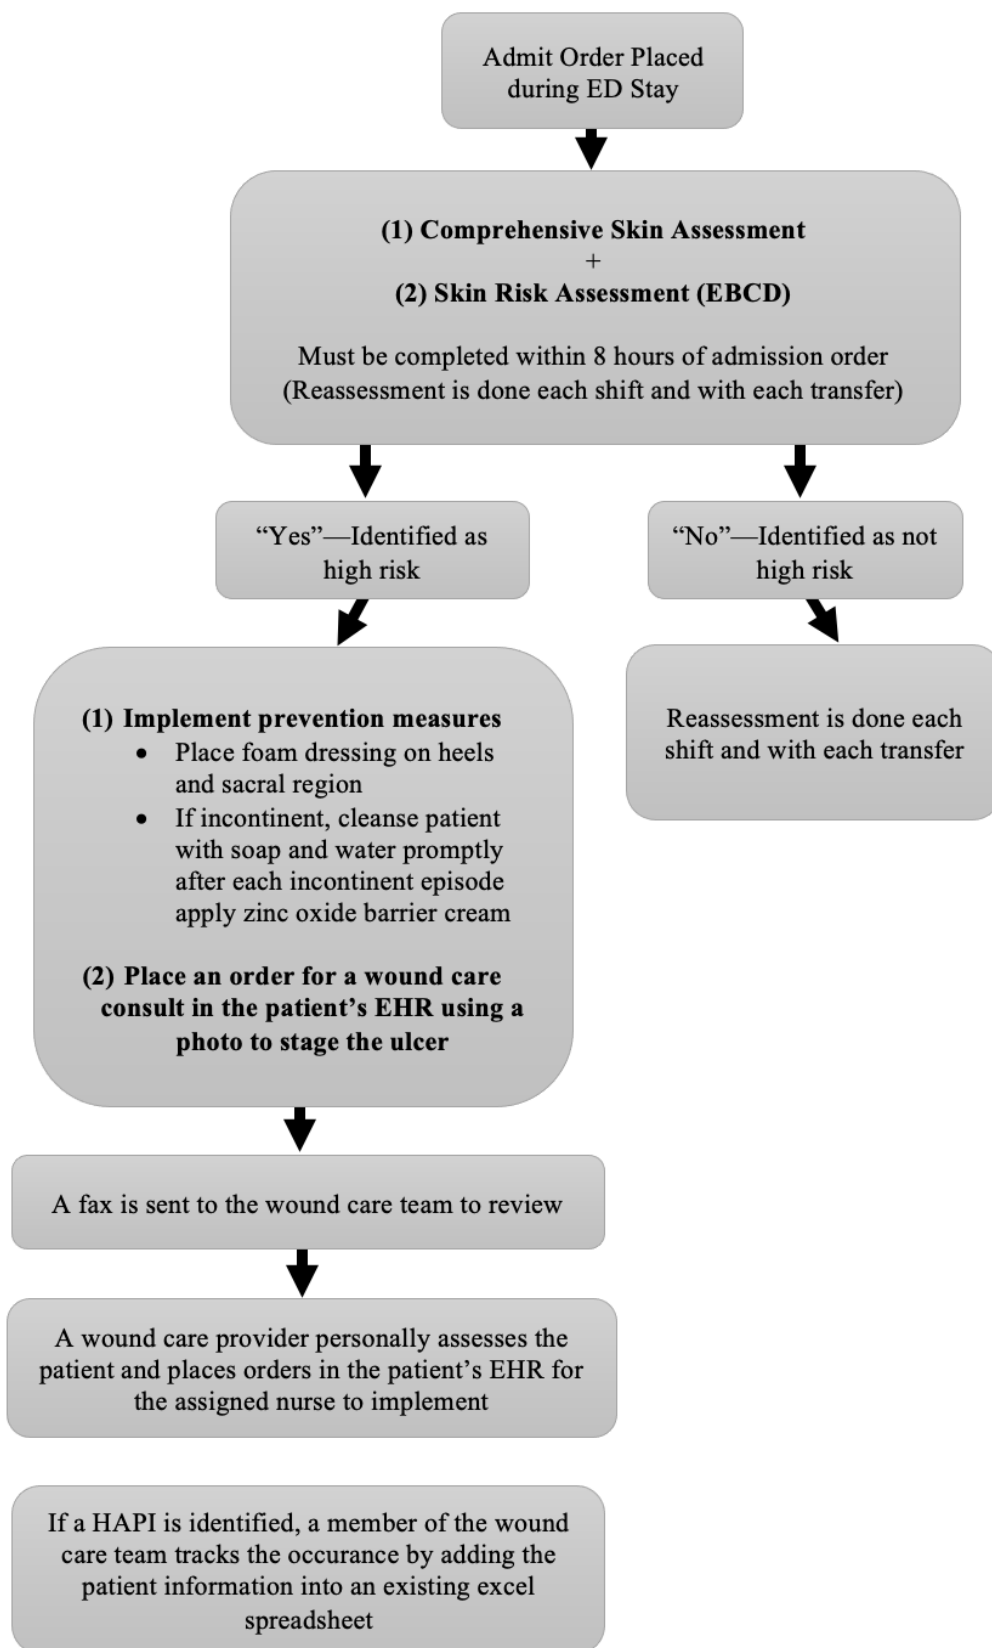 Admit Order Placed
during ED Stay
(1) Comprehensive Skin Assessment
+
(2) Skin Risk Assessment (EBCD)
Must be completed within 8 hours of admission order
(Reassessment is done each shift and with each transfer)
“Yes”—Identified as
high risk
“No”—Identified as not
high risk
(1) Implement prevention measures
• Place foam dressing on heels
and sacral region
• If incontinent, cleanse patient
with soap and water promptly
after each incontinent episode
apply zinc oxide barrier cream
(2) Place an order for a wound care
consult in the patient’s EHR using a
photo to stage the ulcer
Reassessment is done each
shift and with each transfer
A fax is sent to the wound care team to review
A wound care provider personally assesses the
patient and places orders in the patient’s EHR for
the assigned nurse to implement
If a HAPI is identified, a member of the wound
care team tracks the occurance by adding the
patient information into an existing excel
spreadsheet